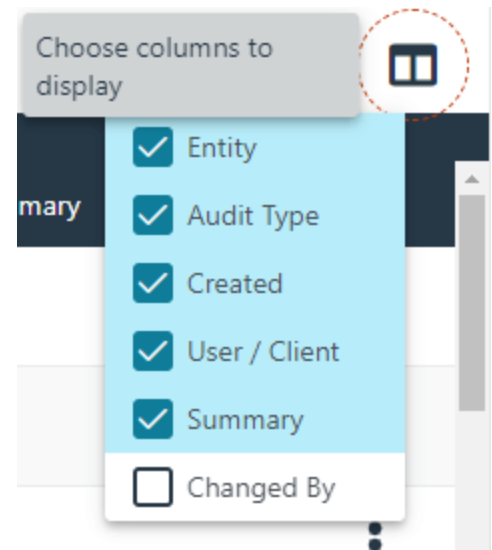 Choose columns to
display
Entity
mary
Audit Type
Created
User / Client
Summary
Changed By